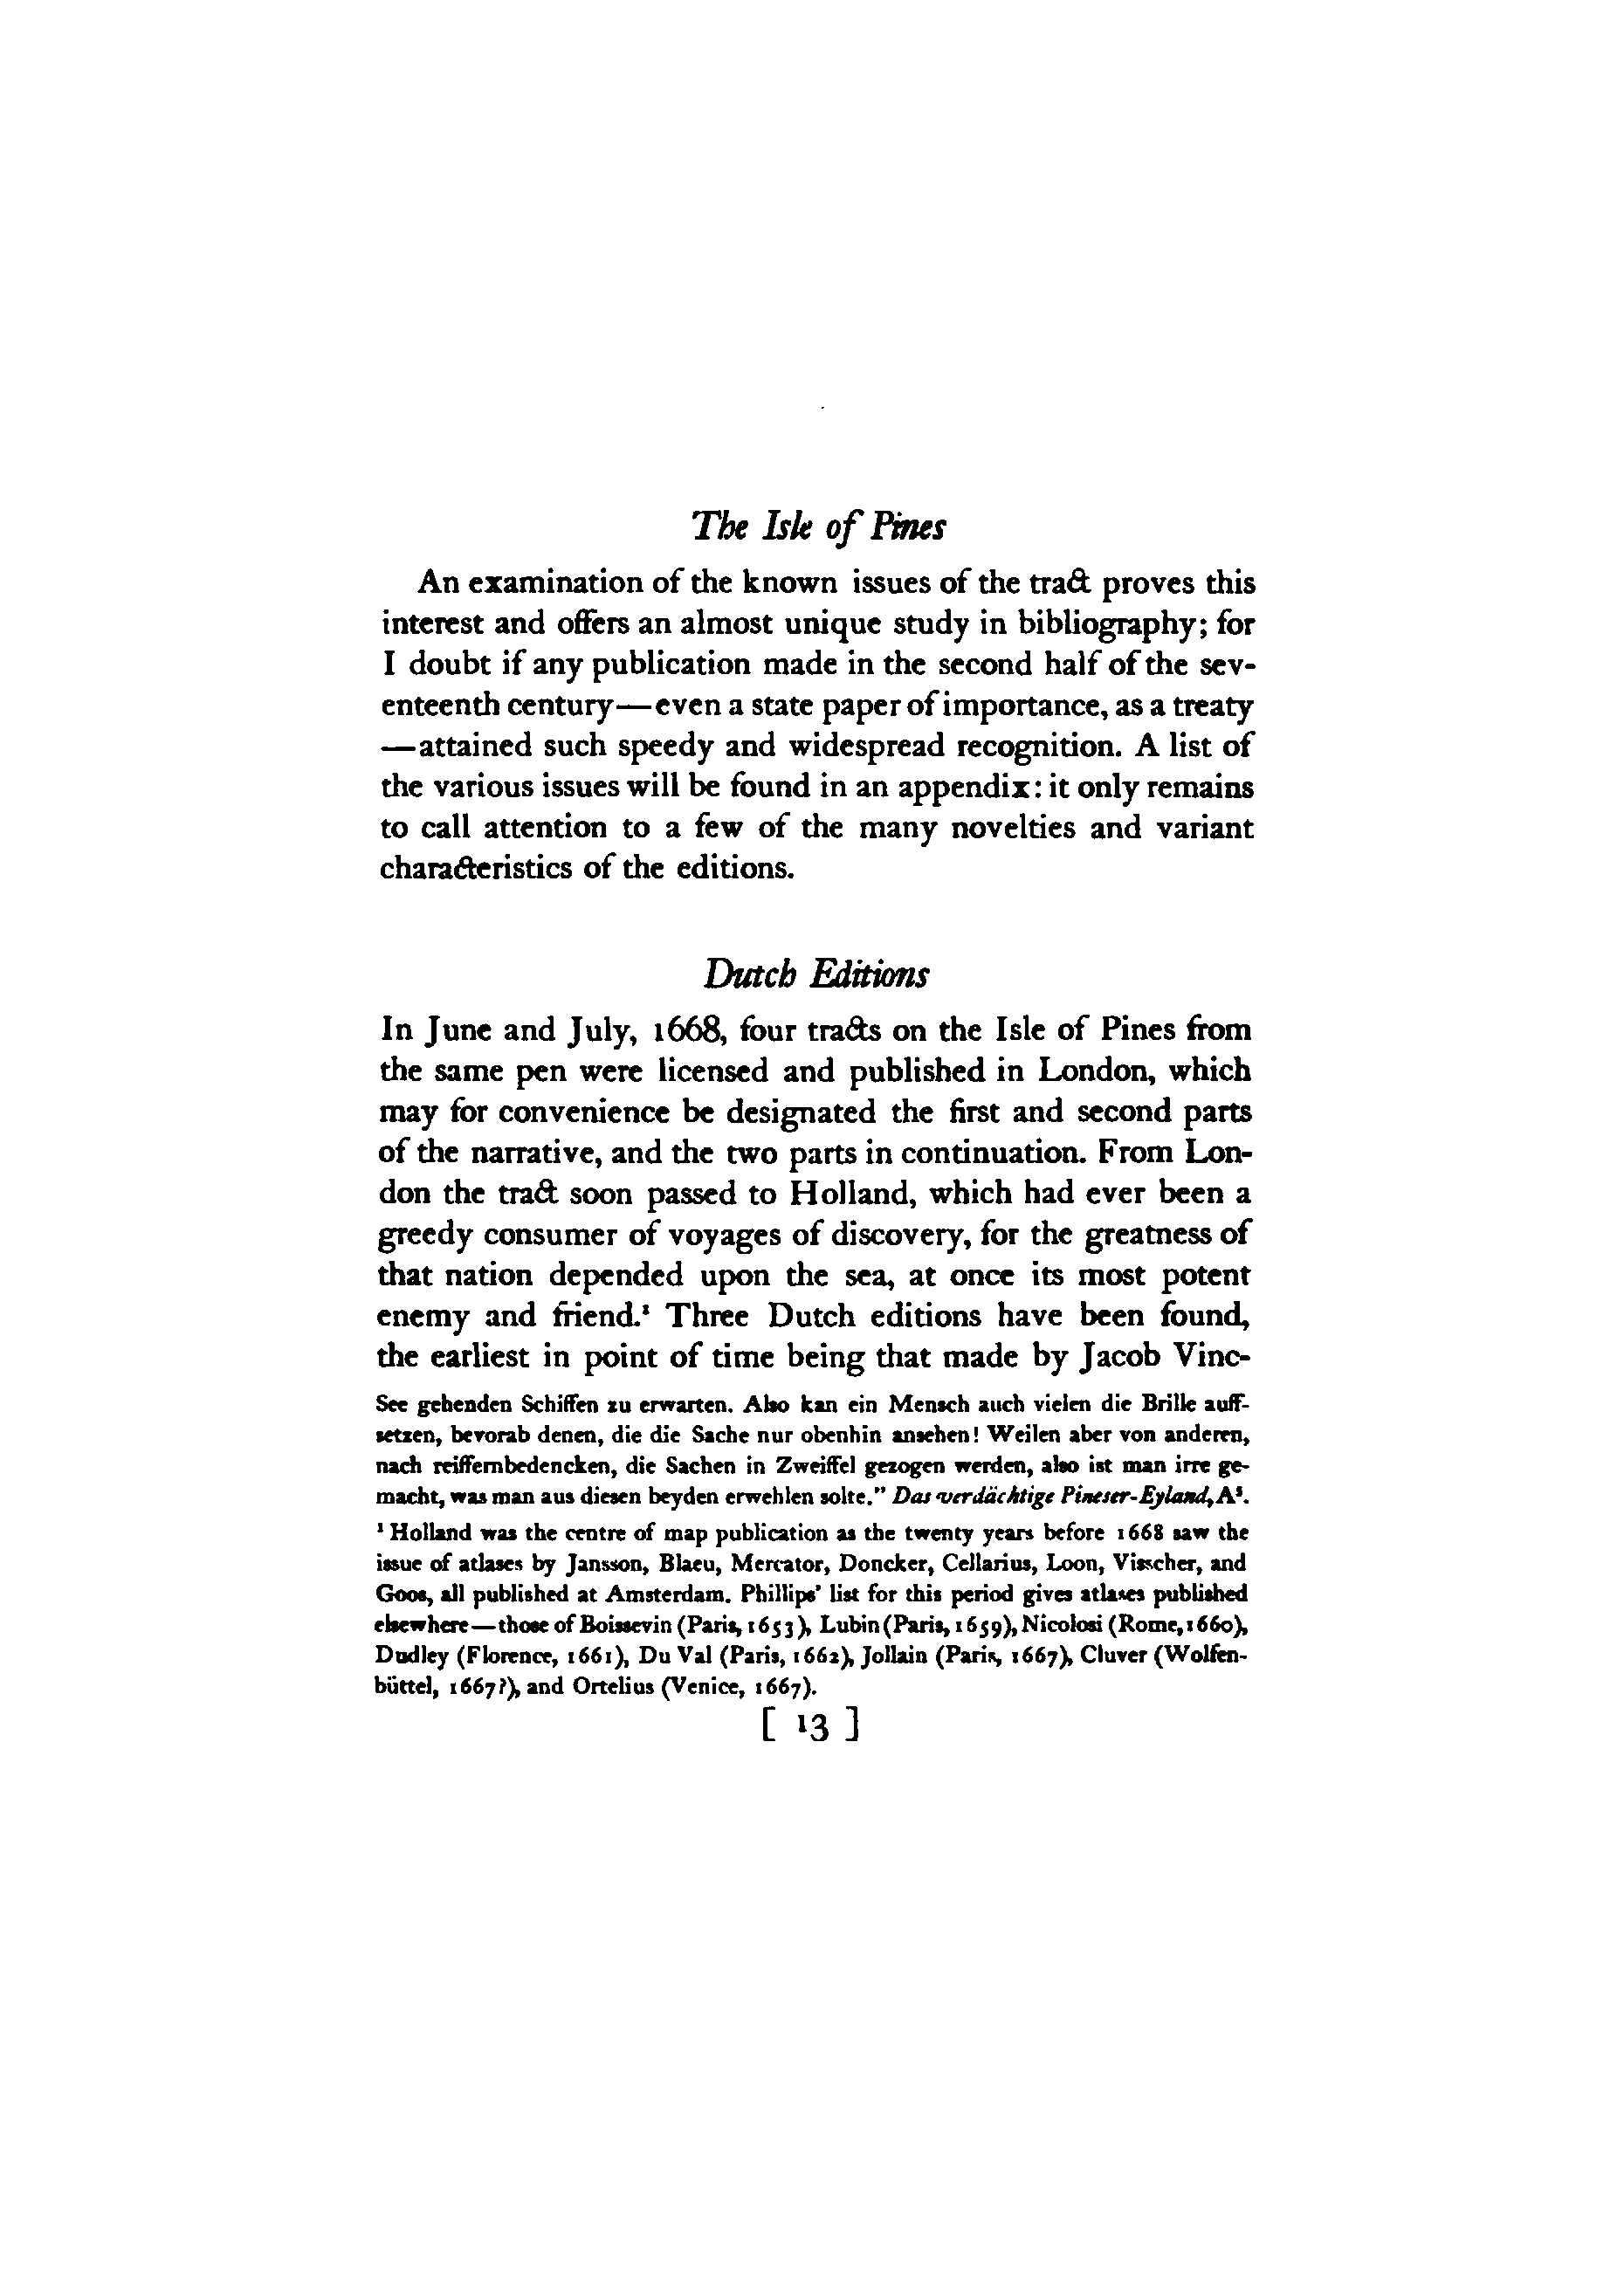 The Isle of Pines
An examination of the known issues of the tract proves this
interest and offers an almost unique study in bibliography; for
I doubt if any publication made in the second half of the sev-
enteenth century—even a state paper of importance, as a treaty
—attained such speedy and widespread recognition. A list of
the various issues will be found in an appendix: it only remains
to call attention to a few of the many novelties and variant
characteristics of the editions.
Dutch Editions
In June and July, 1668, four tracts on the Isle of Pines from
the same pen were licensed and published in London, which
may for convenience be designated the first and second parts
of the narrative, and the two parts in continuation. From Lon-
don the tract soon passed to Holland, which had ever been a
greedy consumer of voyages of discovery, for the greatness of
that nation depended upon the sea, at once its most potent
enemy and friend.¹ Three Dutch editions have been found,
the earliest in point of time being that made by Jacob Vinc-
See gehenden Schiffen zu erwarten. Also kan ein Mensch auch vielen die Brille auff-
setzen, bevorab denen, die die Sache nur obenhin ansehen! Weilen aber von anderen,
nach reiffembedencken, die Sachen in Zweiffel gezogen werden, also ist man irre ge-
macht, was man aus diesen beyden erwehlen solte." Das verdächtige Pineser-Eyland, A².
¹ Holland was the centre of map publication as the twenty years before 1668 saw the
issue of atlases by Jansson, Blaeu, Mercator, Doncker, Cellarius, Loon, Visscher, and
Goos, all published at Amsterdam. Phillips' list for this period gives atlases published
elsewhere—those of Boissevin (Paris, 1653), Lubin (Paris, 1659), Nicolosi (Rome, 1660),
Dudley (Florence, 1661), Du Val (Paris, 1662), Jollain (Paris, 1667), Cluver (Wolfen-
büttel, 1667?), and Ortelius (Venice, 1667).
[ 13 ]